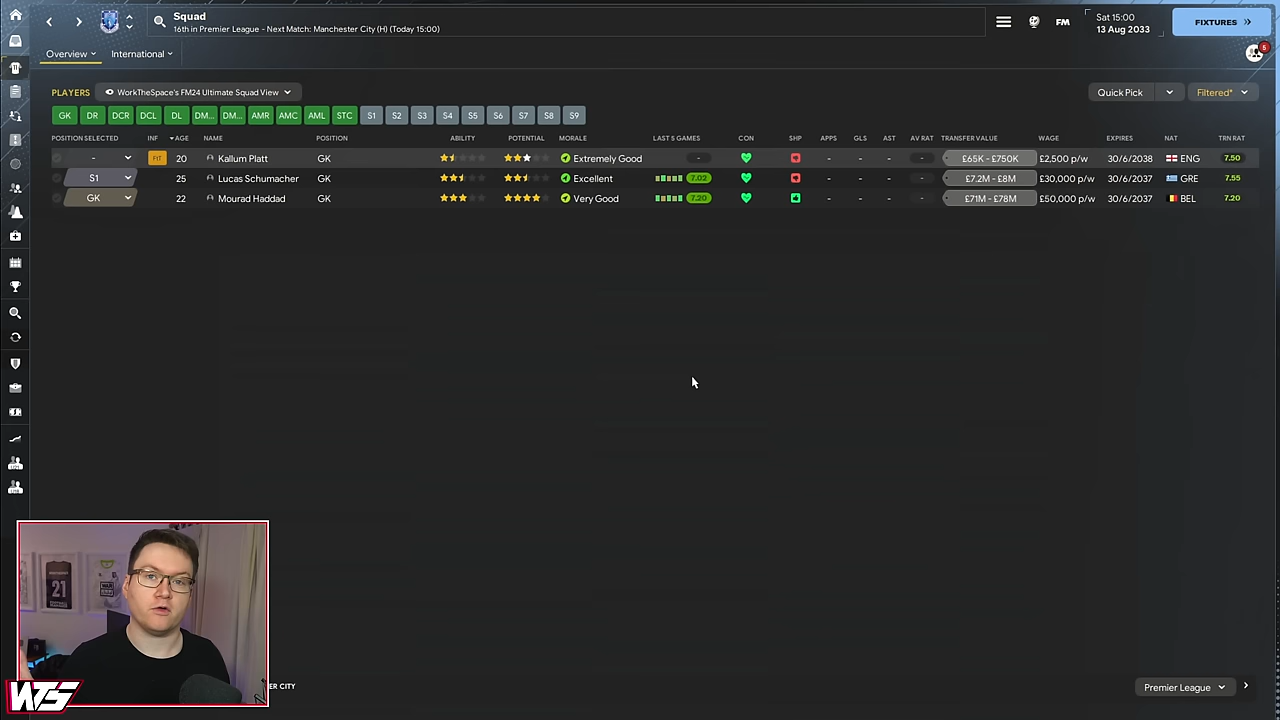 Squad
16th in Premier League - Next Match: Manchester City (H) (Today 15:00)
FM
Sat 15:00
13 Aug 2033
FIXTURES
5
Overview
International
PLAYERS
WorkTheSpace's FM24 Ultimate Squad View
Quick Pick
Filtered*
GK DR DCR DCL DL DM... DM... AMR AMC AML STC S1 S2 S3 S4 S5 S6 S7 S8 S9
POSITION SELECTED INF AGE NAME POSITION ABILITY POTENTIAL MORALE LAST 5 GAMES CON SHP APPS GLS AST AV RAT TRANSFER VALUE WAGE EXPIRES NAT TRN RAT
- FIT 20 Kallum Platt GK Extremely Good - - - - - £65K - £750K £2,500 p/w 30/6/2038 ENG 7.50
S1 25 Lucas Schumacher GK Excellent 7.02 - - - - £7.2M - £8M £30,000 p/w 30/6/2037 GRE 7.55
GK 22 Mourad Haddad GK Very Good 7.20 - - - - £71M - £78M £50,000 p/w 30/6/2037 BEL 7.20
21
WTS
ER CITY
Premier League